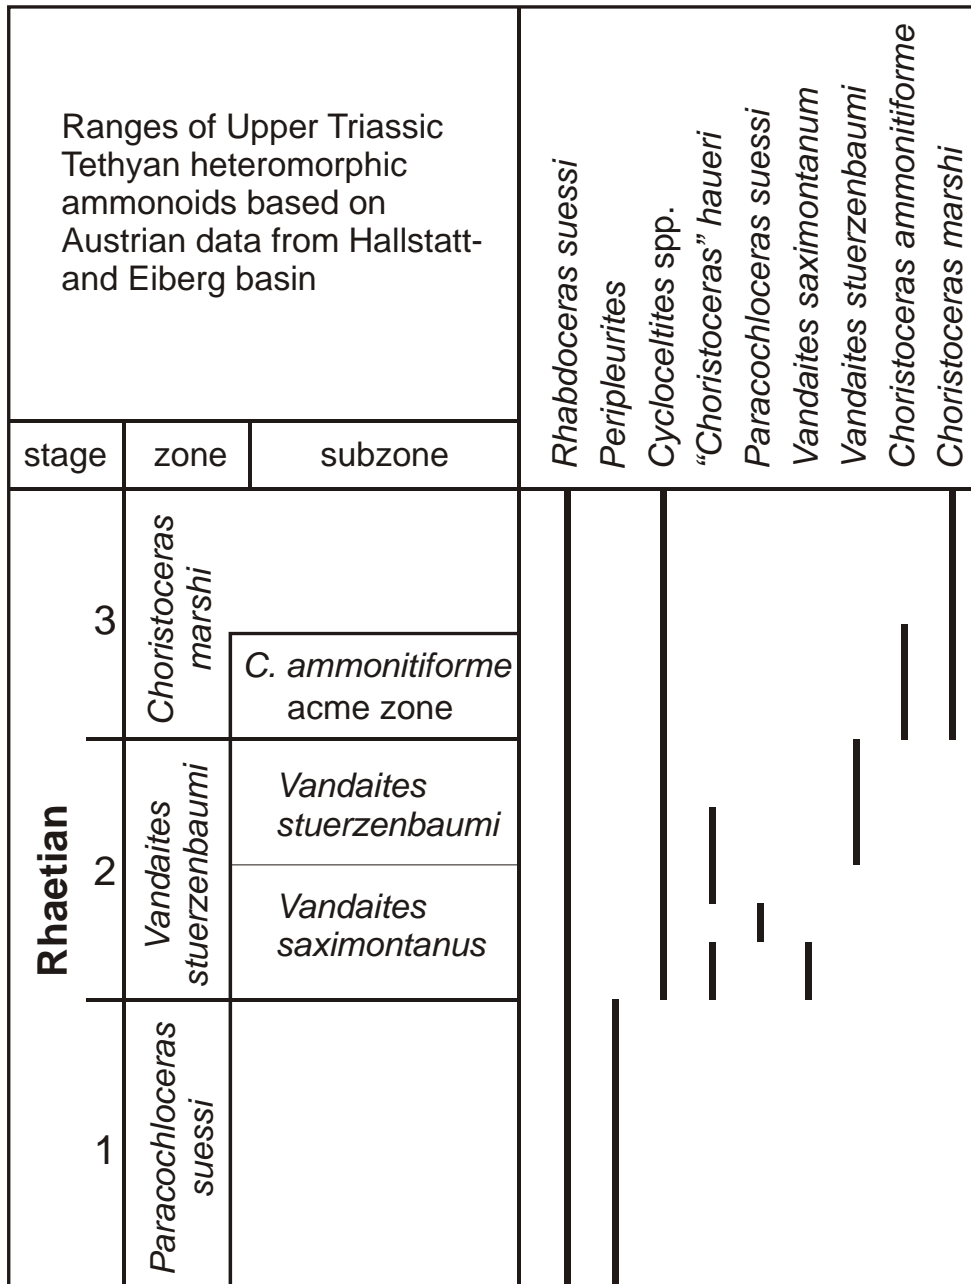 Ranges of Upper Triassic
Tethyan heteromorphic
ammonoids based on
Austrian data from Hallstatt-
and Eiberg basin
Rhabdoceras suessi
Peripleurites
Cycloceltites spp.
“Choristoceras” haueri
Paracochloceras suessi
Vandaites saximontanum
Vandaites stuerzenbaumi
Choristoceras ammonitiforme
Choristoceras marshi
stage
zone
subzone
Rhaetian
3
Choristoceras
marshi
C. ammonitiforme
acme zone
2
Vandaites
stuerzenbaumi
Vandaites
stuerzenbaumi
Vandaites
saximontanus
1
Paracochloceras
suessi